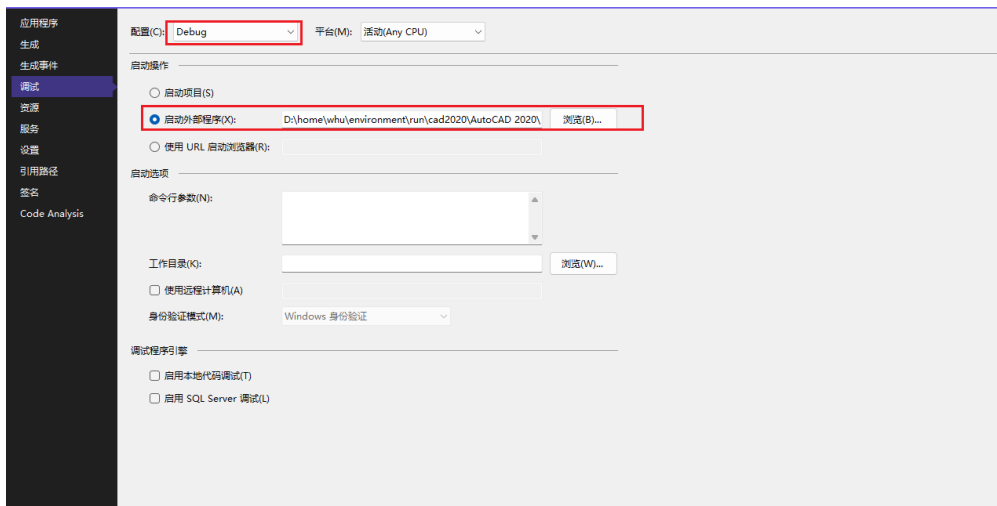 应用程序
生成
生成事件
调试
资源
服务
设置
引用路径
签名
Code Analysis
配置(C): Debug 平台(M): 活动(Any CPU)
启动操作
启动项目(S)
启动外部程序(X): D:\home\whu\environment\run\cad2020\AutoCAD 2020\ 浏览(B)...
使用 URL 启动浏览器(R):
启动选项
命令行参数(N):
工作目录(K): 浏览(W)...
使用远程计算机(A)
身份验证模式(M): Windows 身份验证
调试程序引擎
启用本地代码调试(T)
启用 SQL Server 调试(L)